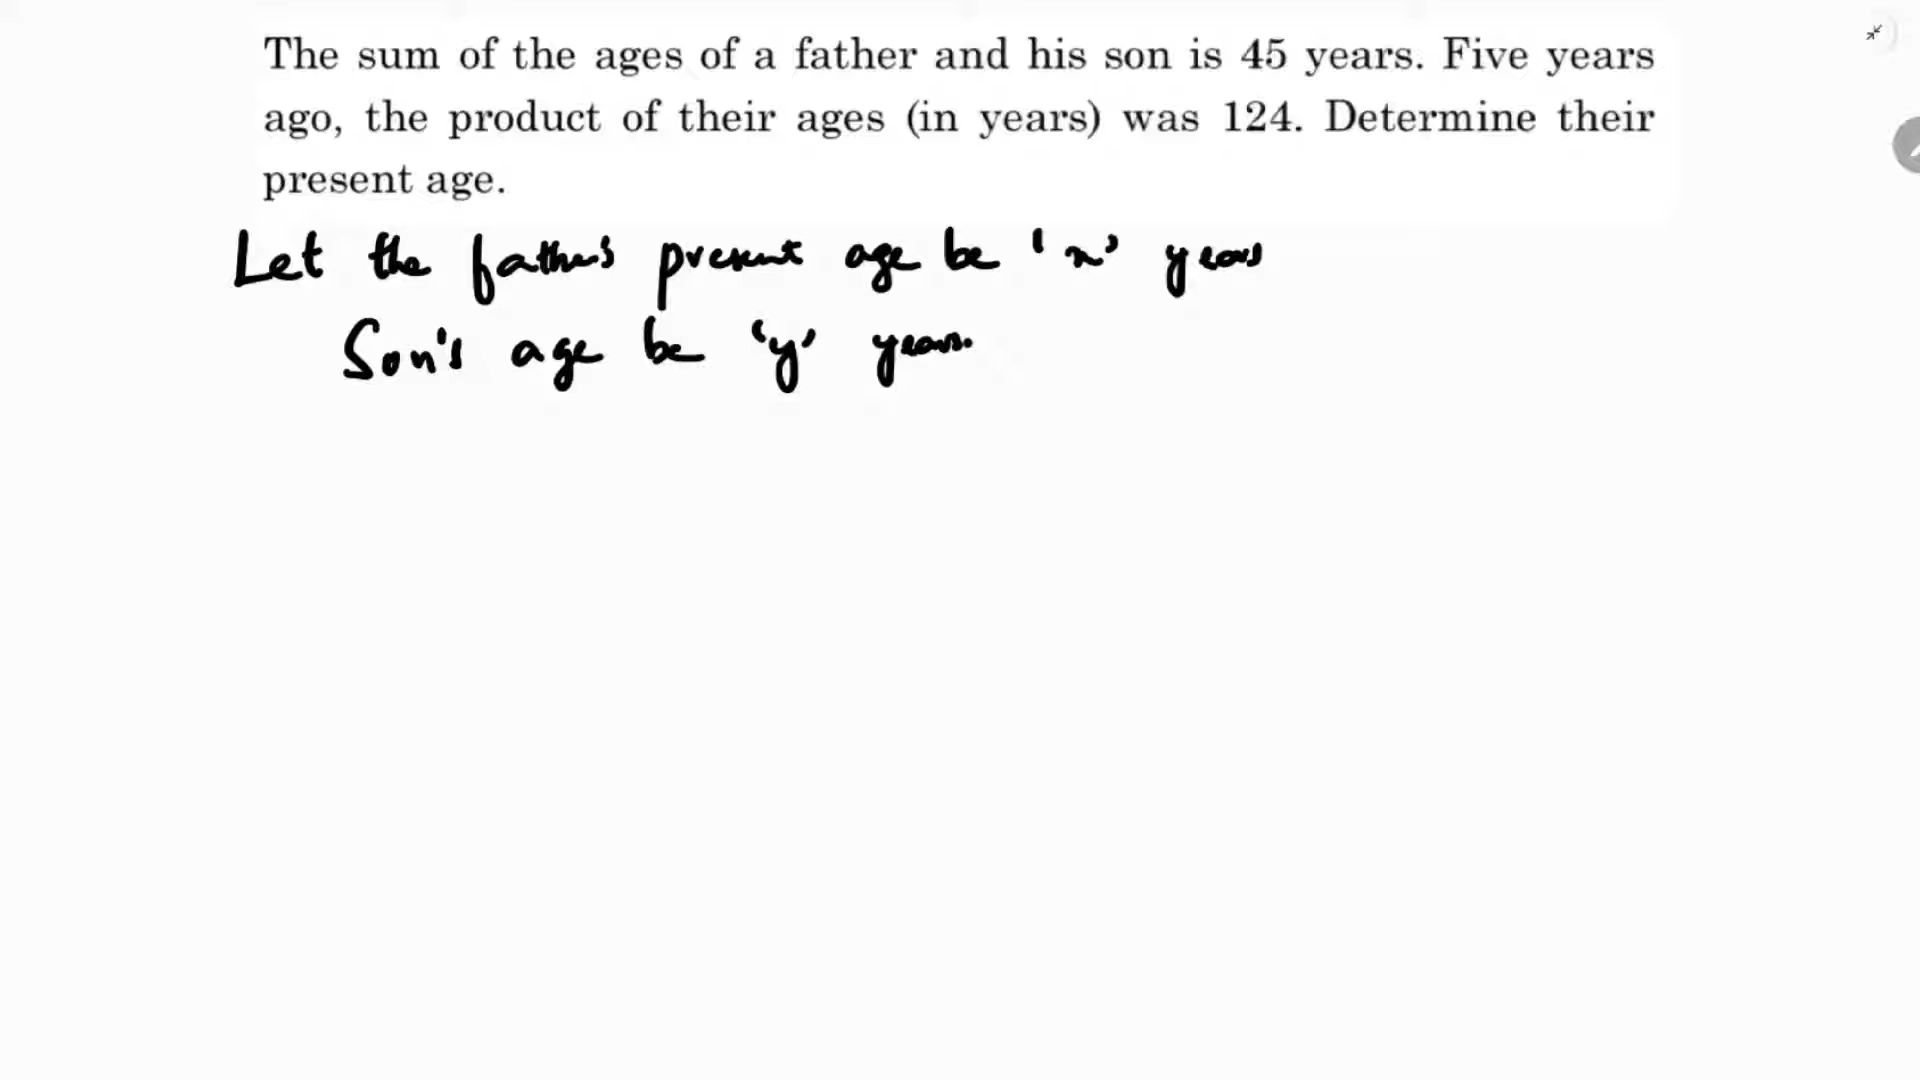 The sum of the ages of a father and his son is 45 years. Five years
ago, the product of their ages (in years) was 124. Determine their
present age.
Let the father's present age be 'x' years
Son's age be 'y' years.